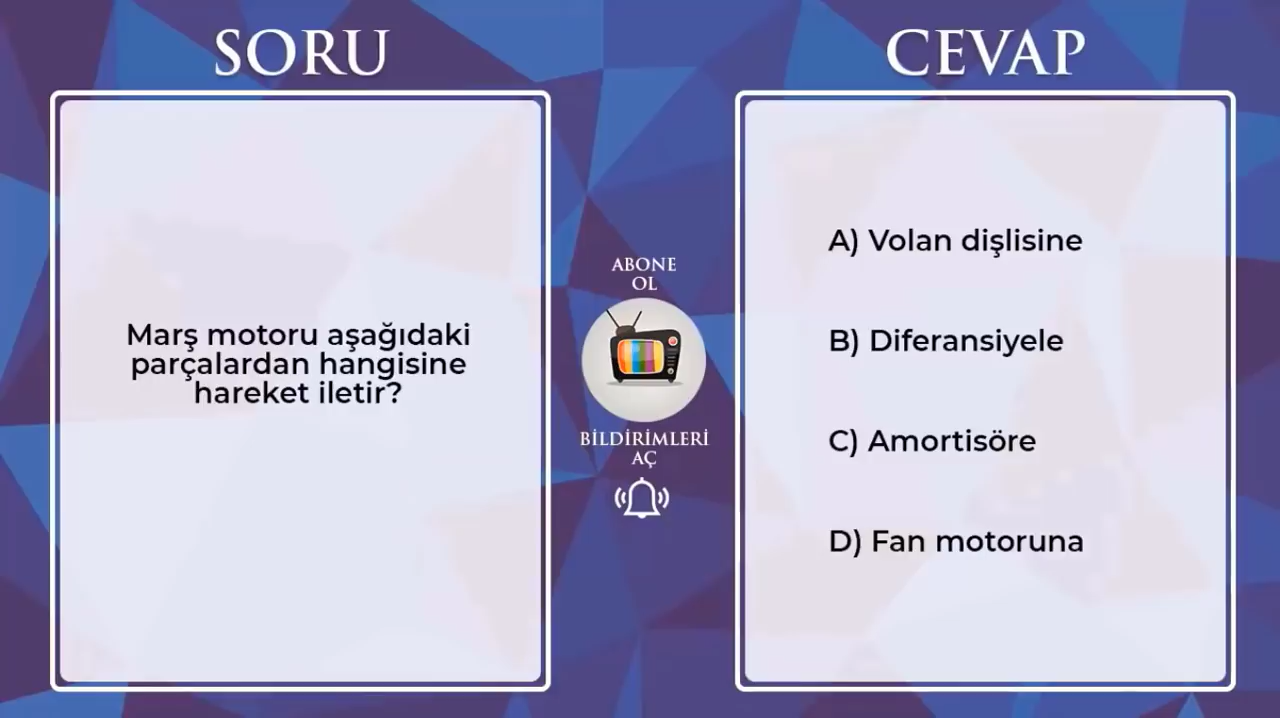 SORU
Marş motoru aşağıdaki
parçalardan hangisine
hareket iletir?
ABONE
OL
BİLDİRİMLERİ
AÇ
CEVAP
A) Volan dişlisine
B) Diferansiyele
C) Amortisöre
D) Fan motoruna